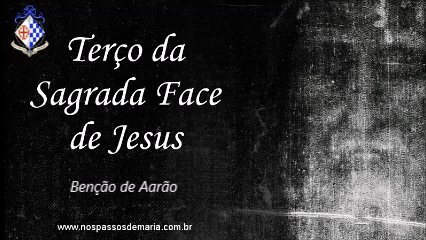 Terço da
Sagrada Face
de Jesus
Benção de Aarão
www.nospassosdemaria.com.br